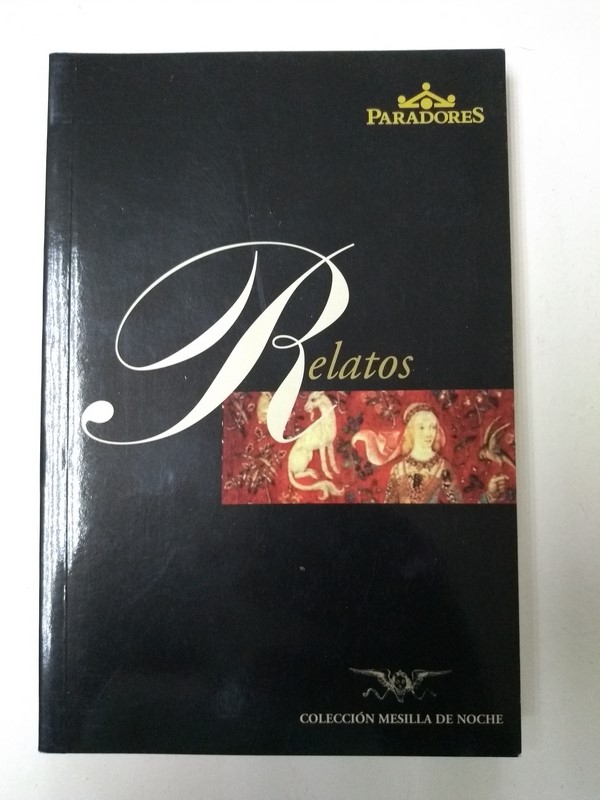 PARADORES
Relatos
COLECCIÓN MESILLA DE NOCHE